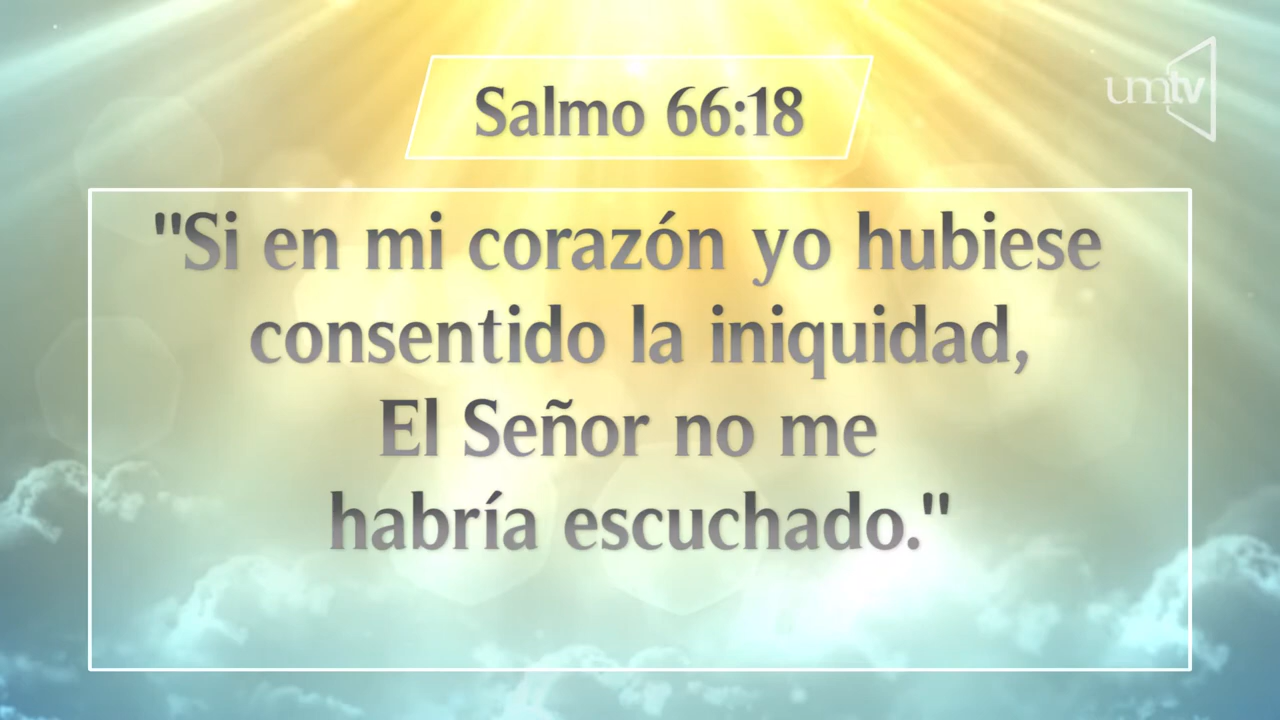 Salmo 66:18
umtv
"Si en mi corazón yo hubiese
consentido la iniquidad,
El Señor no me
habría escuchado."